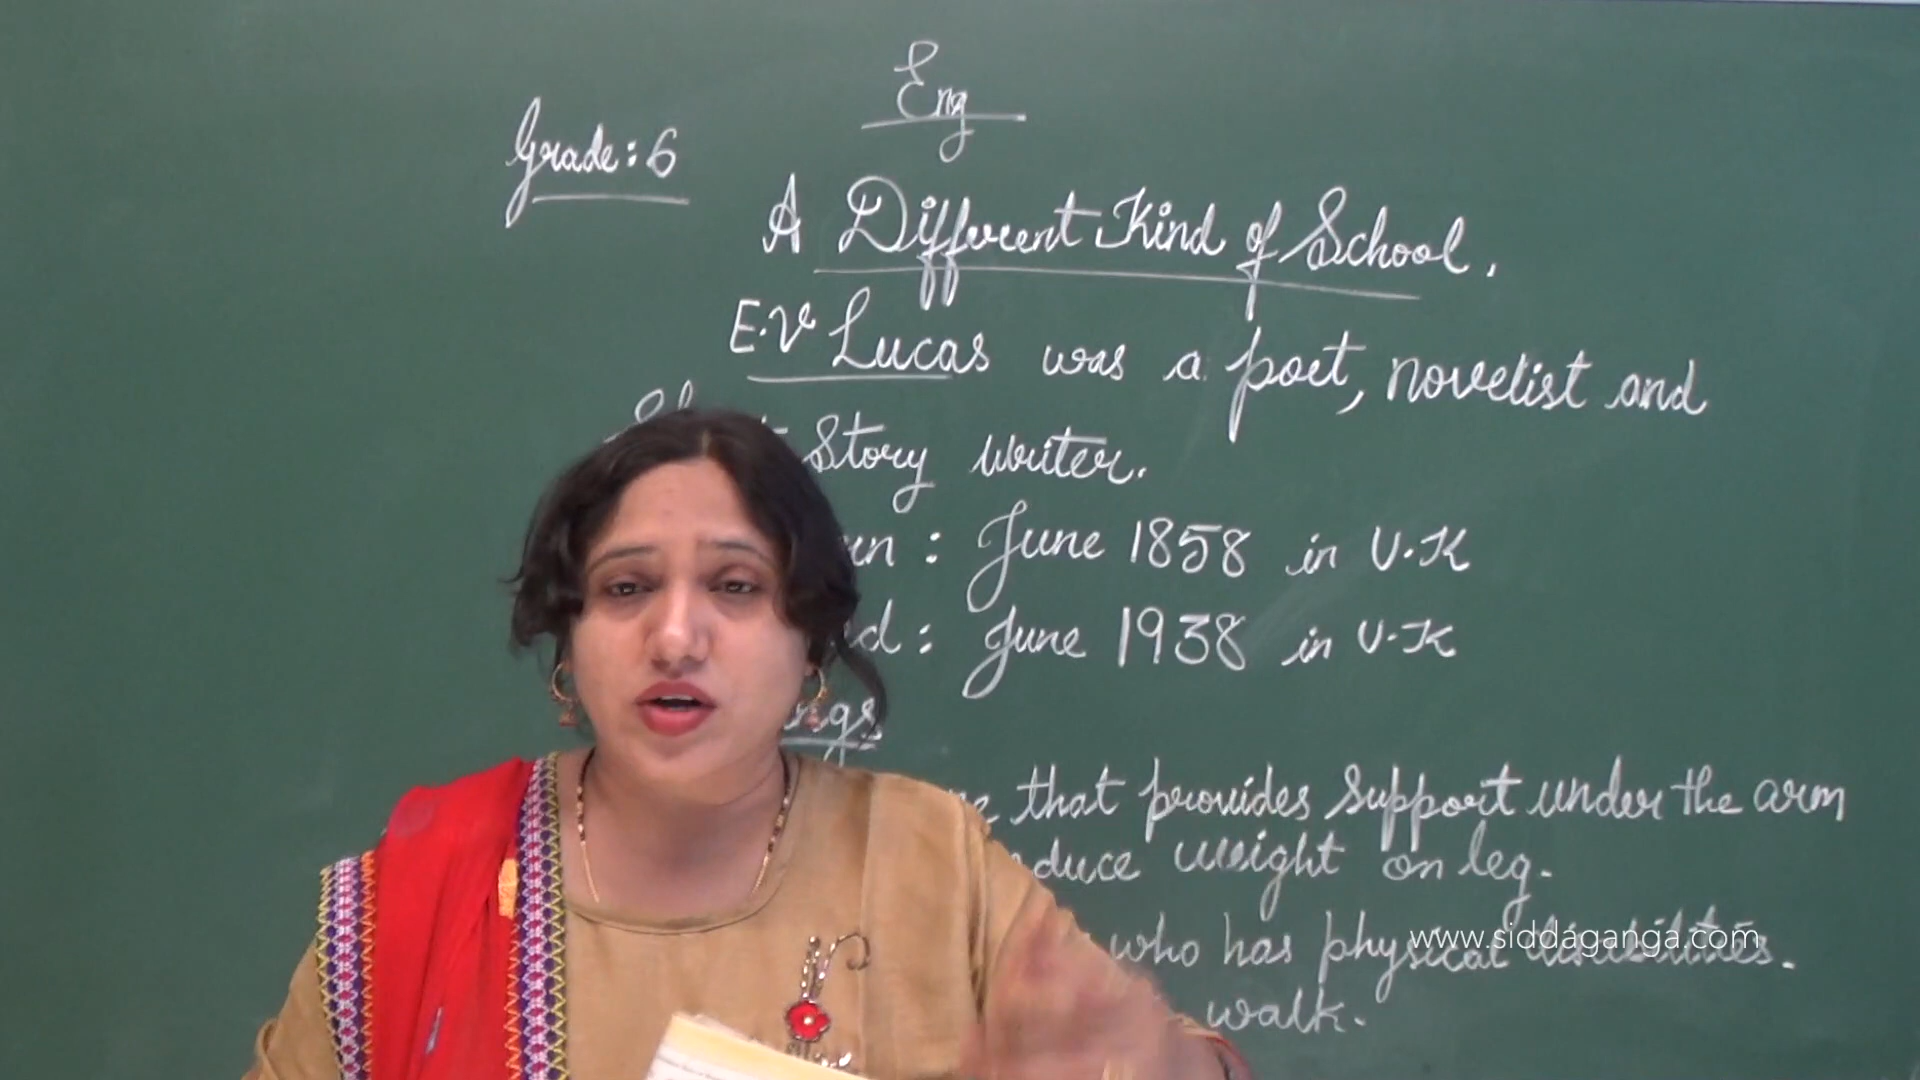 Eng
Grade: 6
A Different Kind of School.
E.V Lucas was a poet, novelist and
Story writer.
: June 1858 in U.K
: June 1938 in U.K
that provides support under the arm
weight on leg.
who has physical disabilities.
www.siddaganga.com
walk.